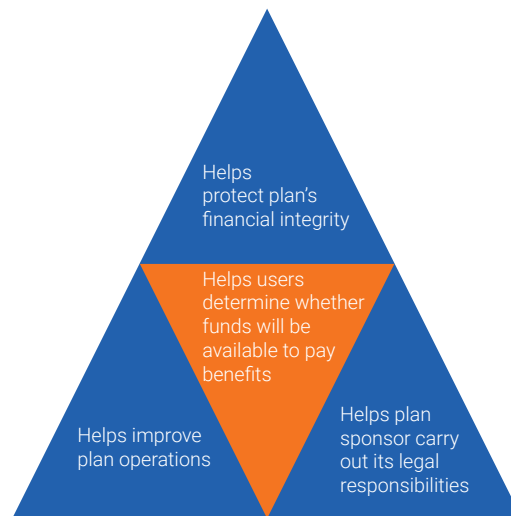 Helps
protect plan’s
financial integrity
Helps users
determine whether
funds will be
available to pay
benefits
Helps improve
plan operations
Helps plan
sponsor carry
out its legal
responsibilities